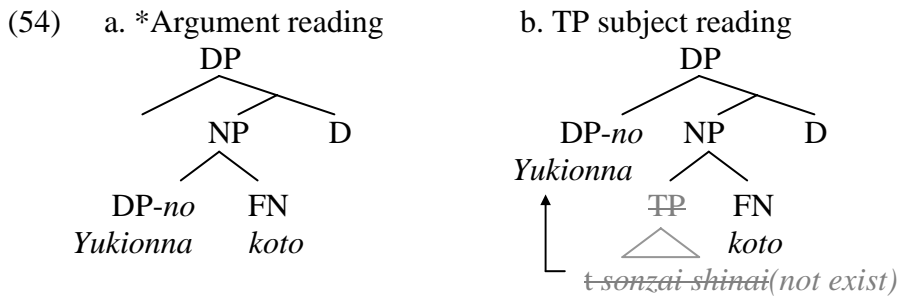 (54) a. *Argument reading b. TP subject reading
DP DP
NP D DP-no NP D
Yukionna
DP-no FN TP FN
Yukionna koto koto
t sonzai shinai(not exist)